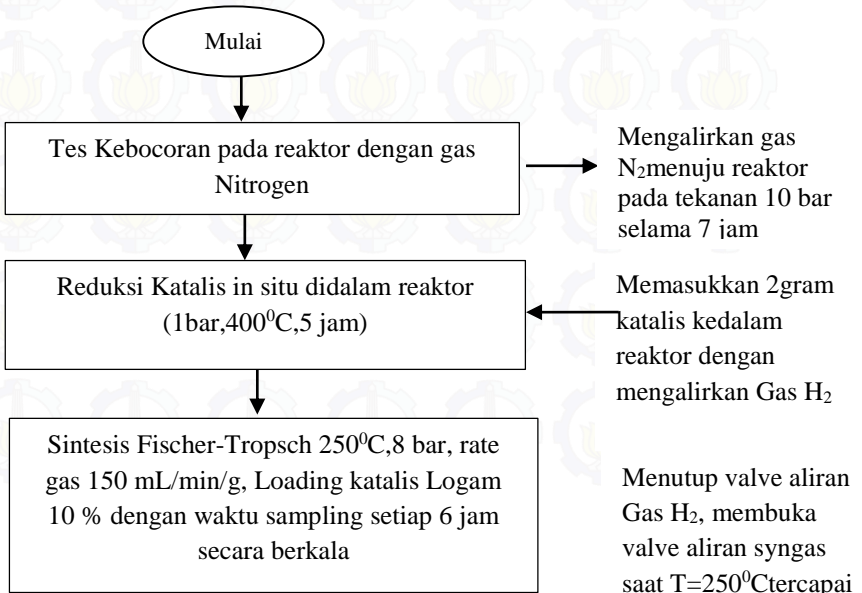 Mulai
Tes Kebocoran pada reaktor dengan gas
Nitrogen
Mengalirkan gas
N₂menuju reaktor
pada tekanan 10 bar
selama 7 jam
Reduksi Katalis in situ didalam reaktor
(1bar,400⁰C,5 jam)
Memasukkan 2gram
katalis kedalam
reaktor dengan
mengalirkan Gas H₂
Sintesis Fischer-Tropsch 250⁰C,8 bar, rate
gas 150 mL/min/g, Loading katalis Logam
10 % dengan waktu sampling setiap 6 jam
secara berkala
Menutup valve aliran
Gas H₂, membuka
valve aliran syngas
saat T=250⁰Ctercapai